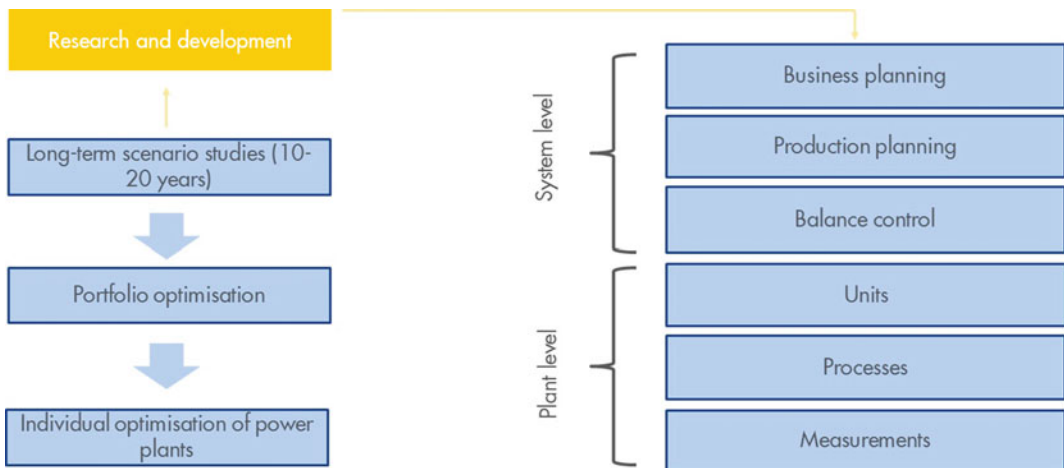 Research and development
Long-term scenario studies (10-
20 years)
Portfolio optimisation
Individual optimisation of power
plants
System level
Business planning
Production planning
Balance control
Plant level
Units
Processes
Measurements